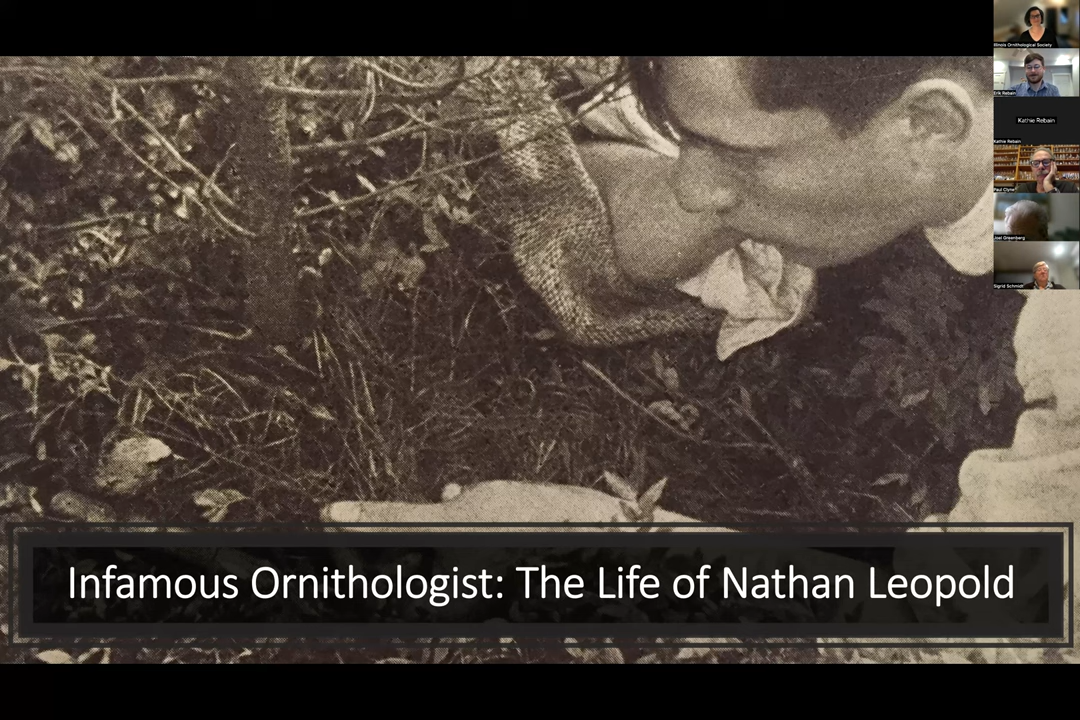 Infamous Ornithologist: The Life of Nathan Leopold
Illinois Ornithological Society
Erik Rebain
Kathie Rebain
Kathie Rebain
Paul Clyne
Joel Greenberg
Sigrid Schmidt